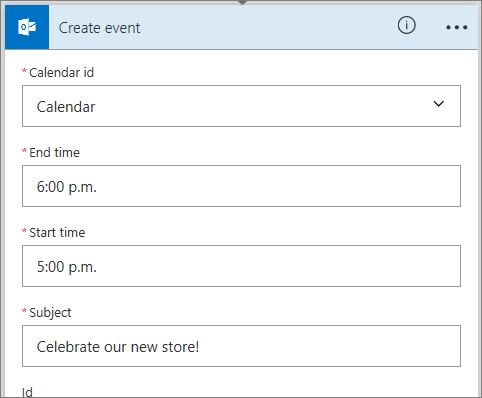 Create event
* Calendar id
Calendar
* End time
6:00 p.m.
* Start time
5:00 p.m.
* Subject
Celebrate our new store!
Id